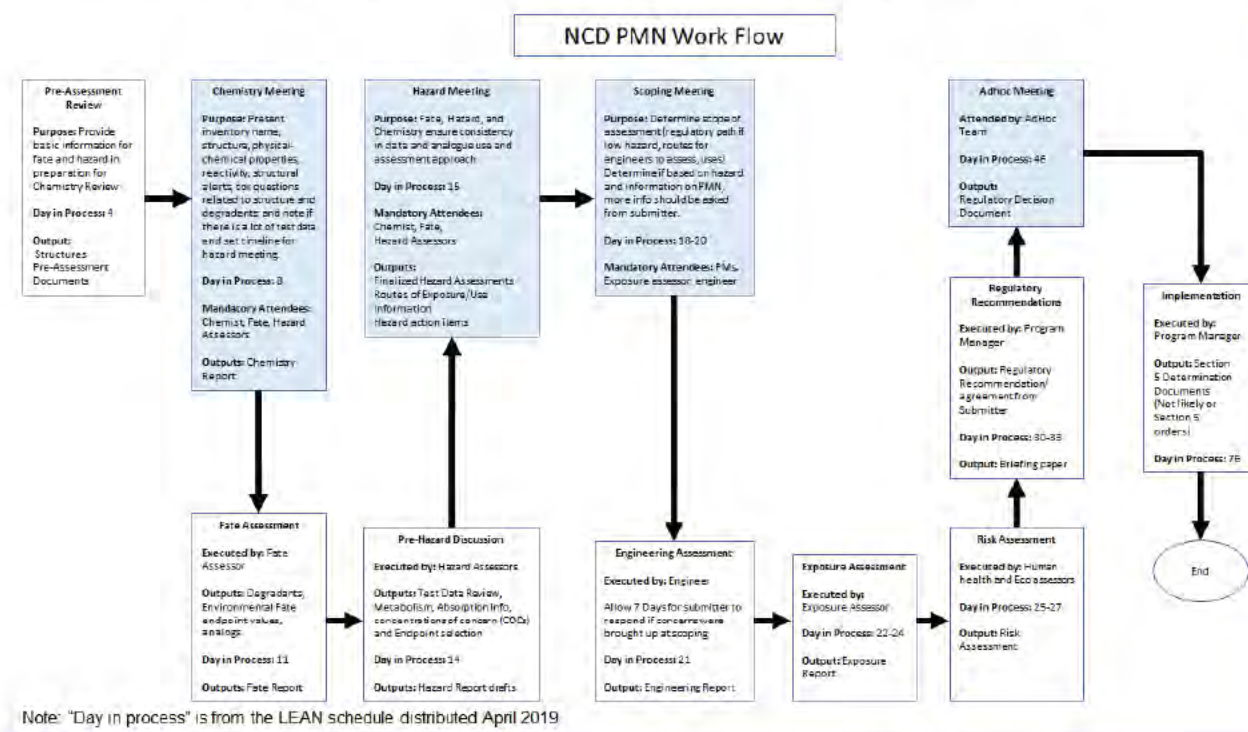 NCD PMN Work Flow
Pre-Assessment
Review
Purpose: Provide
basic information for
fate and hazard in
preparation for
Chemistry Review
Day in Process: 4
Output:
Structures
Pre-Assessment
Documents
Chemistry Meeting
Purpose: Present
inventory name,
structure, physical-
chemical properties,
reactivity, structural
alerts, tox questions
related to structure and
degradents and note if
there is a lot of test data
and set timeline for
hazard meeting
Day in Process: 8
Mandatory Attendees:
Chemist, Fate, Hazard
Assessors
Outputs: Chemistry
Report
Fate Assessment
Executed by: Fate
Assessor
Outputs: Degradants,
Environmental Fate
endpoint values,
analogs.
Day in Process: 11
Outputs: Fate Report
Pre-Hazard Discussion
Executed by: Hazard Assessors
Outputs: Test Data Review,
Metabolism, Absorption Info,
concentrations of concern (COCs)
and Endpoint selection
Day in Process: 14
Outputs: Hazard Report drafts
Hazard Meeting
Purpose: Fate, Hazard, and
Chemistry ensure consistency
in data and analogue use and
assessment approach
Day in Process: 15
Mandatory Attendees:
Chemist, Fate,
Hazard Assessors
Outputs:
Finalized Hazard Assessments
Routes of Exposure/Use
Information
Hazard action items
Scoping Meeting
Purpose: Determine scope of
assessment (regulatory path if
low hazard, routes for
engineers to assess, uses)
Determine if based on hazard
and information on PMN,
more info should be asked
from submitter.
Day in Process: 18-20
Mandatory Attendees: PMs,
Exposure assessor, engineer
Engineering Assessment
Executed by: Engineer
Allow 7 Days for submitter to
respond if concerns were
brought up at scoping
Day in Process: 21
Output: Engineering Report
Exposure Assessment
Executed by:
Exposure Assessor
Day in Process: 22-24
Output: Exposure
Report
Risk Assessment
Executed by: Human
health and Eco assessors
Day in Process: 25-27
Output: Risk
Assessment
Regulatory
Recommendations
Executed by: Program
Manager
Output: Regulatory
Recommendation/
agreement from
Submitter
Day in Process: 30-33
Output: Briefing paper
Adhoc Meeting
Attended by: AdHoc
Team
Day in Process: 46
Output:
Regulatory Decision
Document
Implementation
Executed by:
Program Manager
Output: Section
5 Determination
Documents
(Not likely or
Section 5
orders)
Day in Process:
End
Note: "Day in process" is from the LEAN schedule distributed April 2019